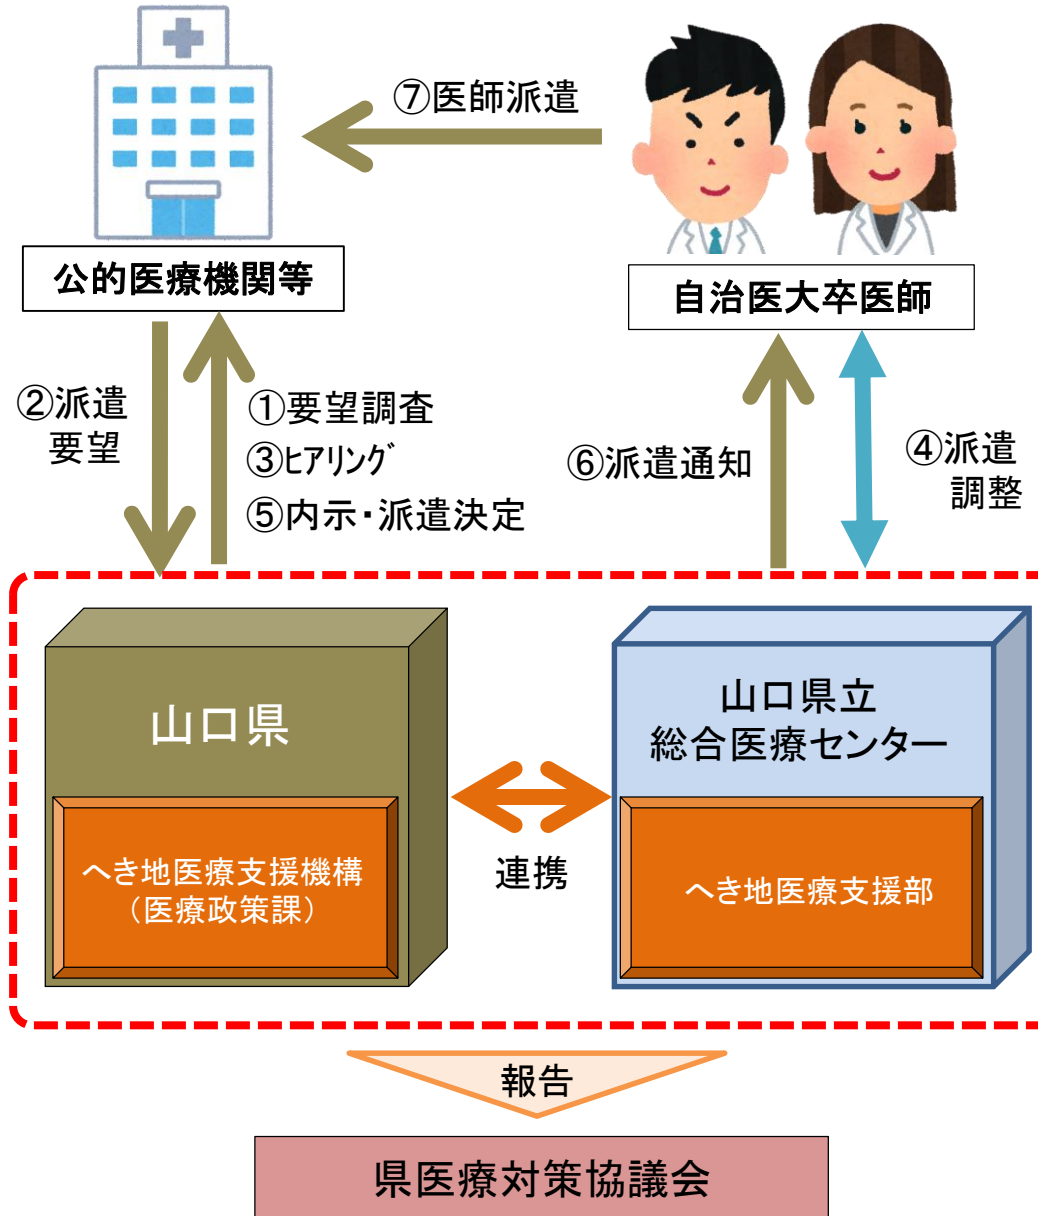 ⑦医師派遣
公的医療機関等
自治医大卒医師
②派遣
要望
①要望調査
③ﾋｱﾘﾝｸﾞ
⑤内示・派遣決定
⑥派遣通知
④派遣
調整
山口県
へき地医療支援機構
（医療政策課）
連携
山口県立
総合医療センター
へき地医療支援部
報告
県医療対策協議会